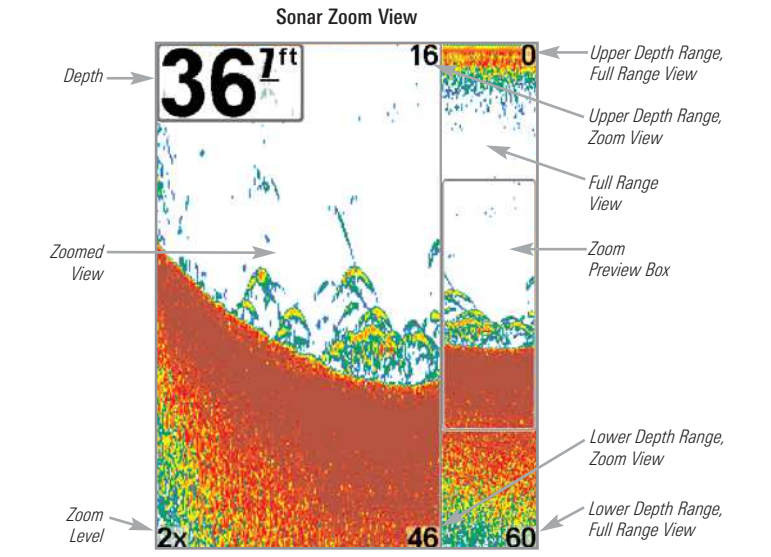 Sonar Zoom View
36 7 ft
16
0
Depth
Upper Depth Range,
Full Range View
Upper Depth Range,
Zoom View
Full Range
View
Zoomed
View
Zoom
Preview Box
Lower Depth Range,
Zoom View
Zoom
Level
2x
46
60
Lower Depth Range,
Full Range View